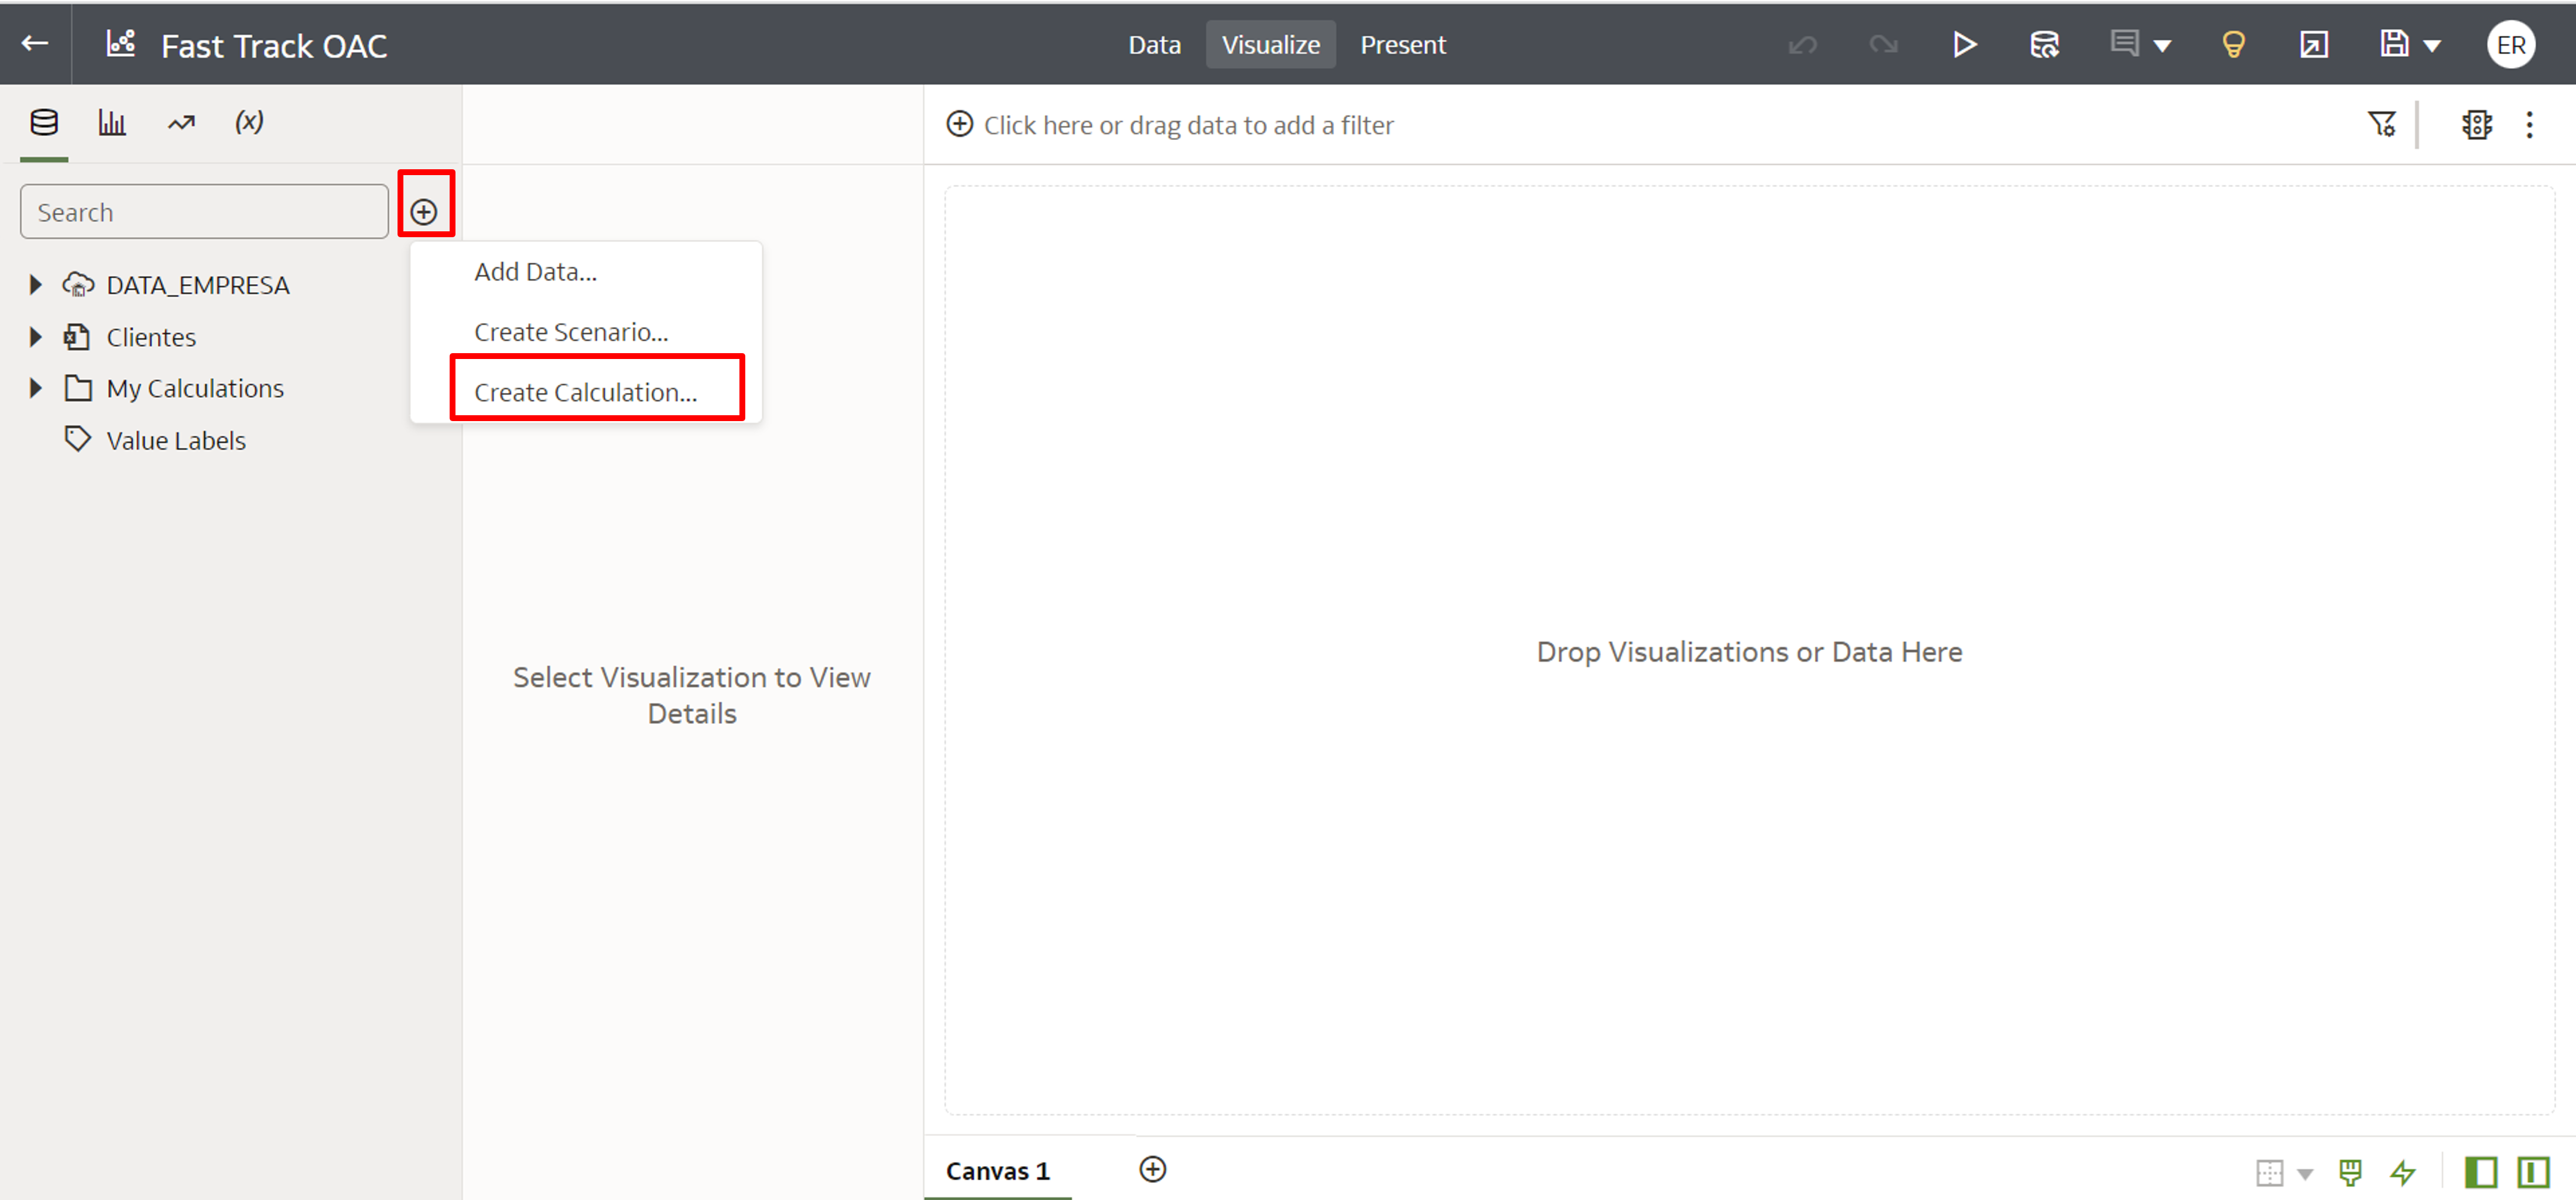 Fast Track OAC
Data
Visualize
Present
ER
(x)
Click here or drag data to add a filter
Search
Add Data...
Create Scenario...
Create Calculation...
DATA_EMPRESA
Clientes
My Calculations
Value Labels
Select Visualization to View
Details
Drop Visualizations or Data Here
Canvas 1